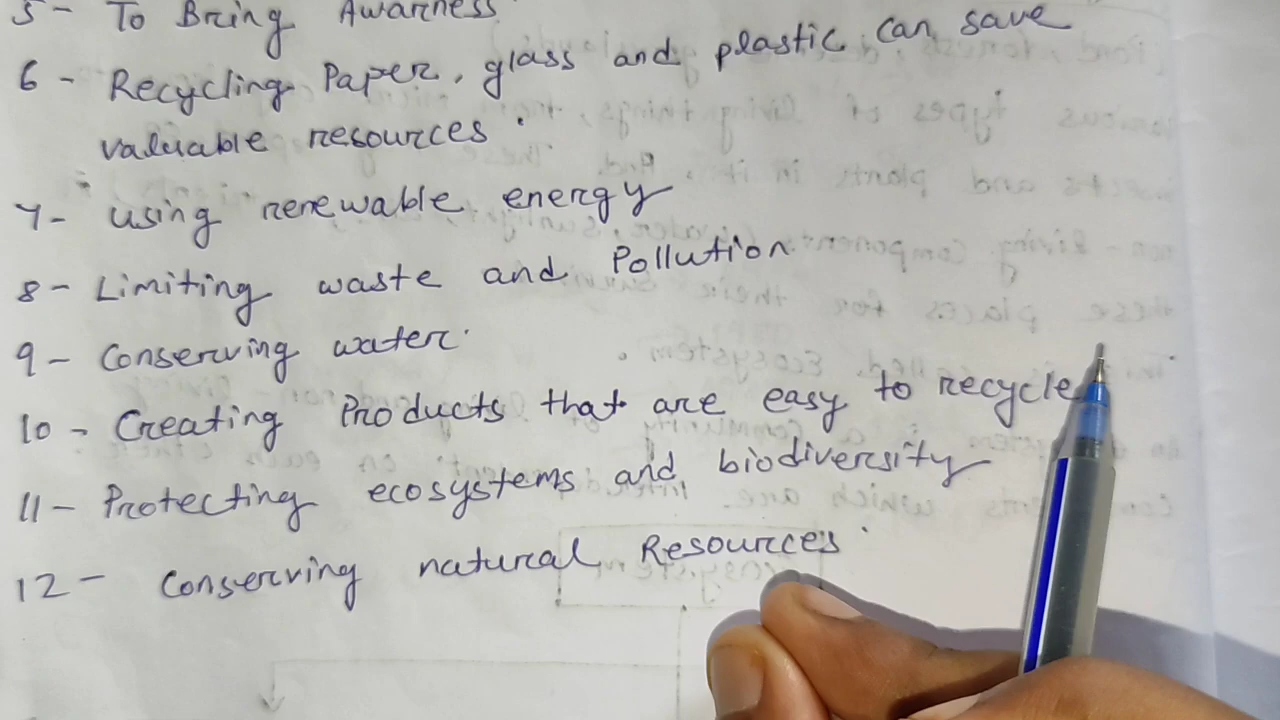 5- To Bring Awarness
6- Recycling Paper, glass and plastic can save
valuable resources.
7- using renewable energy
8- Limiting waste and Pollution
9- Conserving water.
10- Creating Products that are easy to recycle
11- Protecting ecosystems and biodiversity
12- Conserving natural Resources.